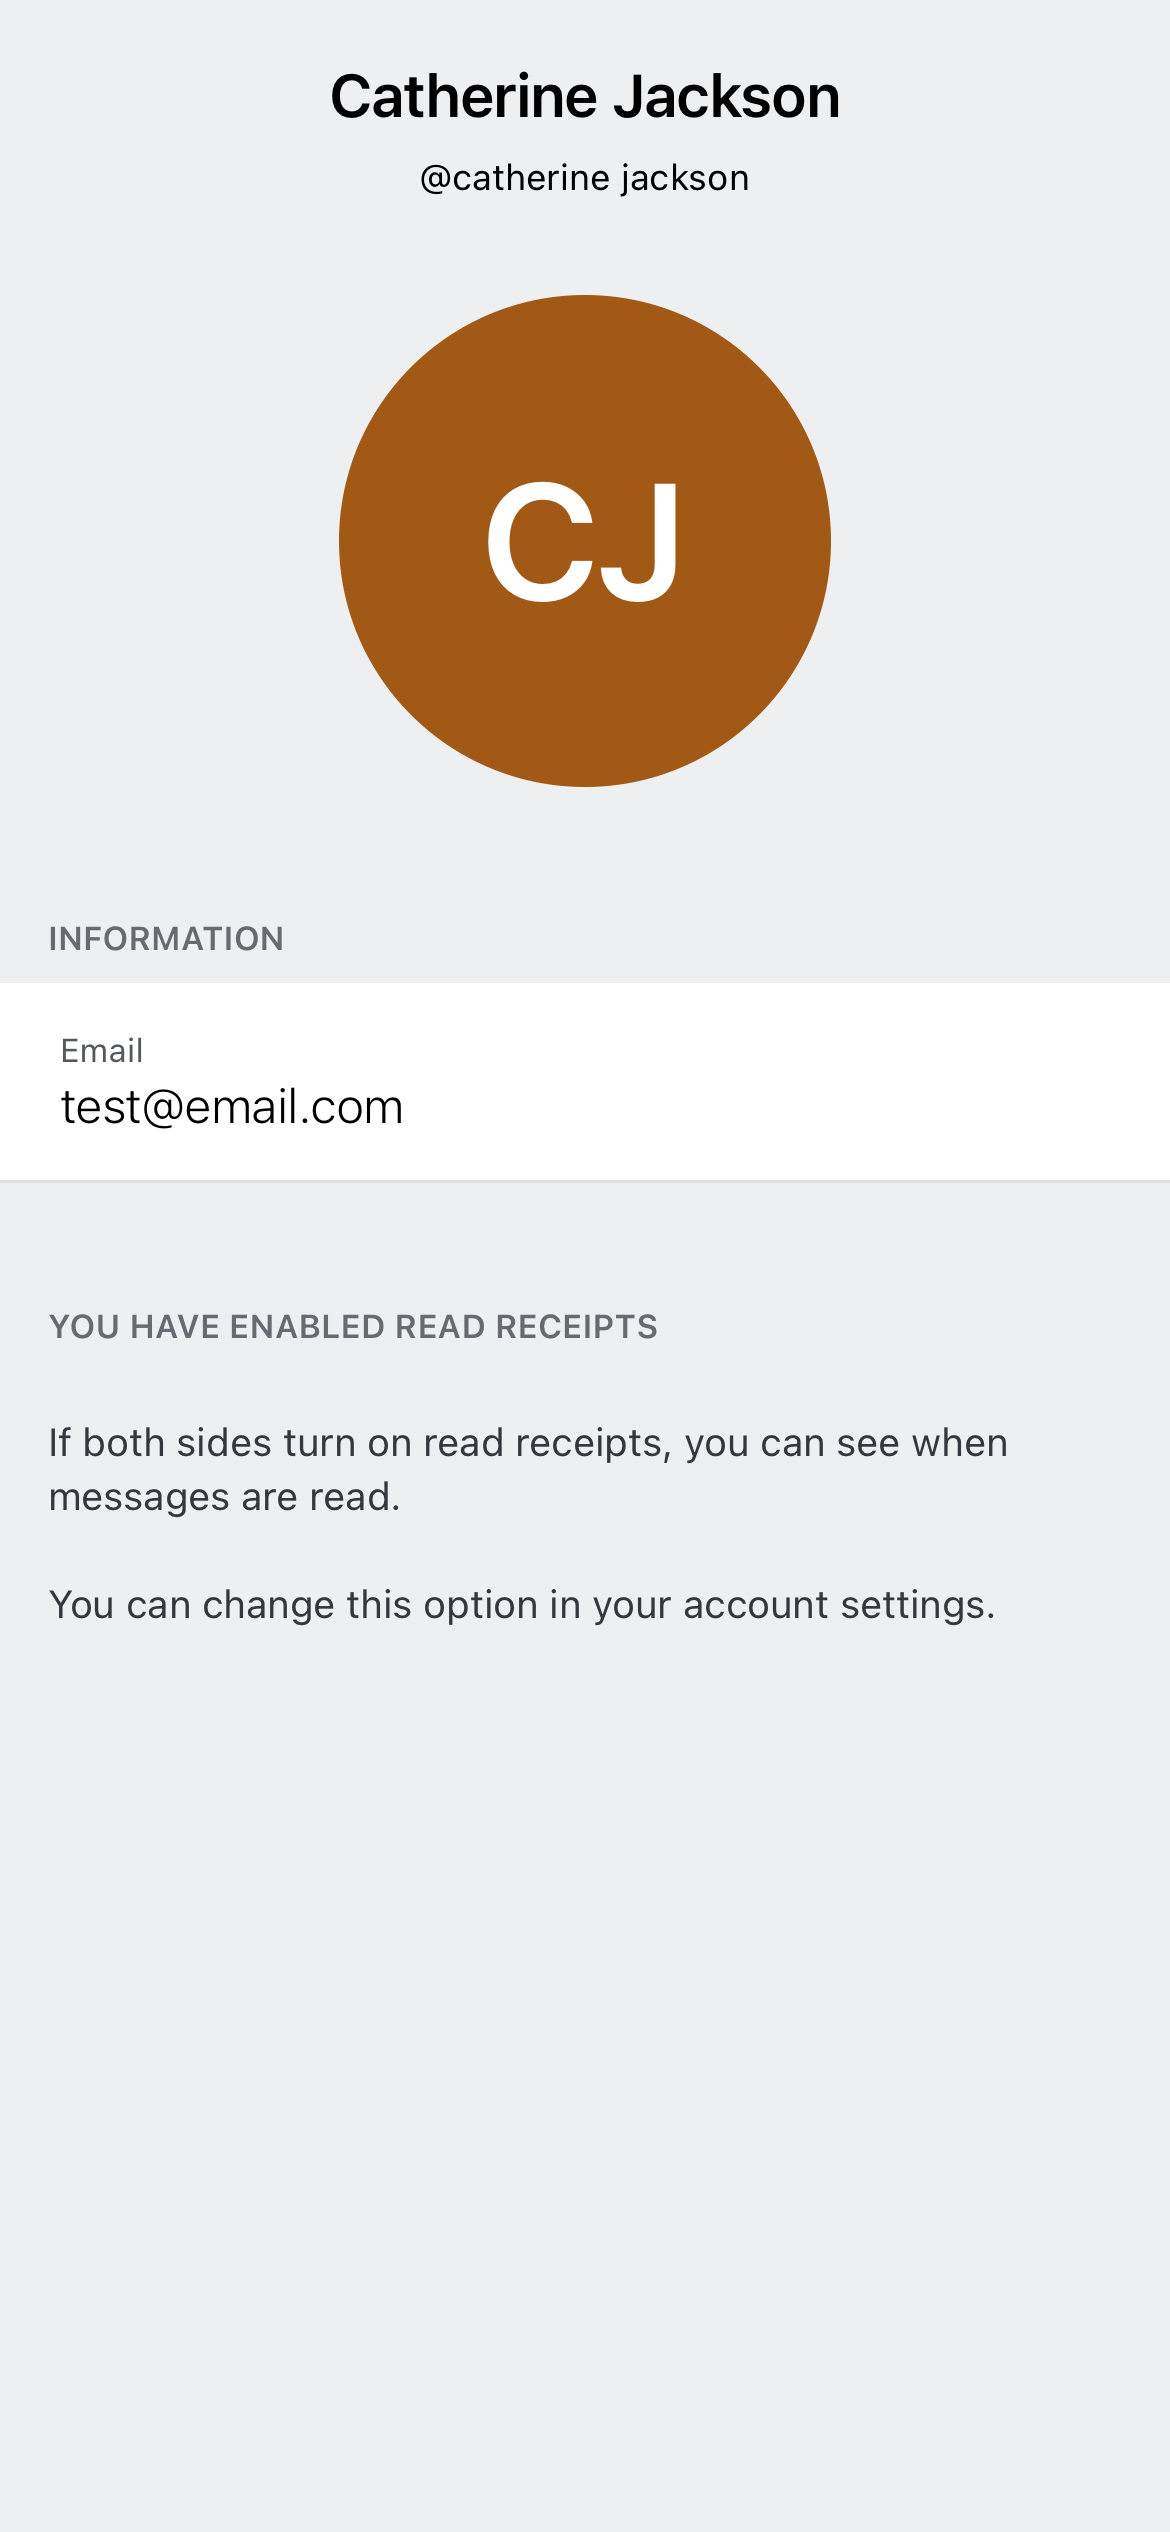 Catherine Jackson
@catherine jackson
CJ
INFORMATION
Email
test@email.com
YOU HAVE ENABLED READ RECEIPTS
If both sides turn on read receipts, you can see when
messages are read.
You can change this option in your account settings.